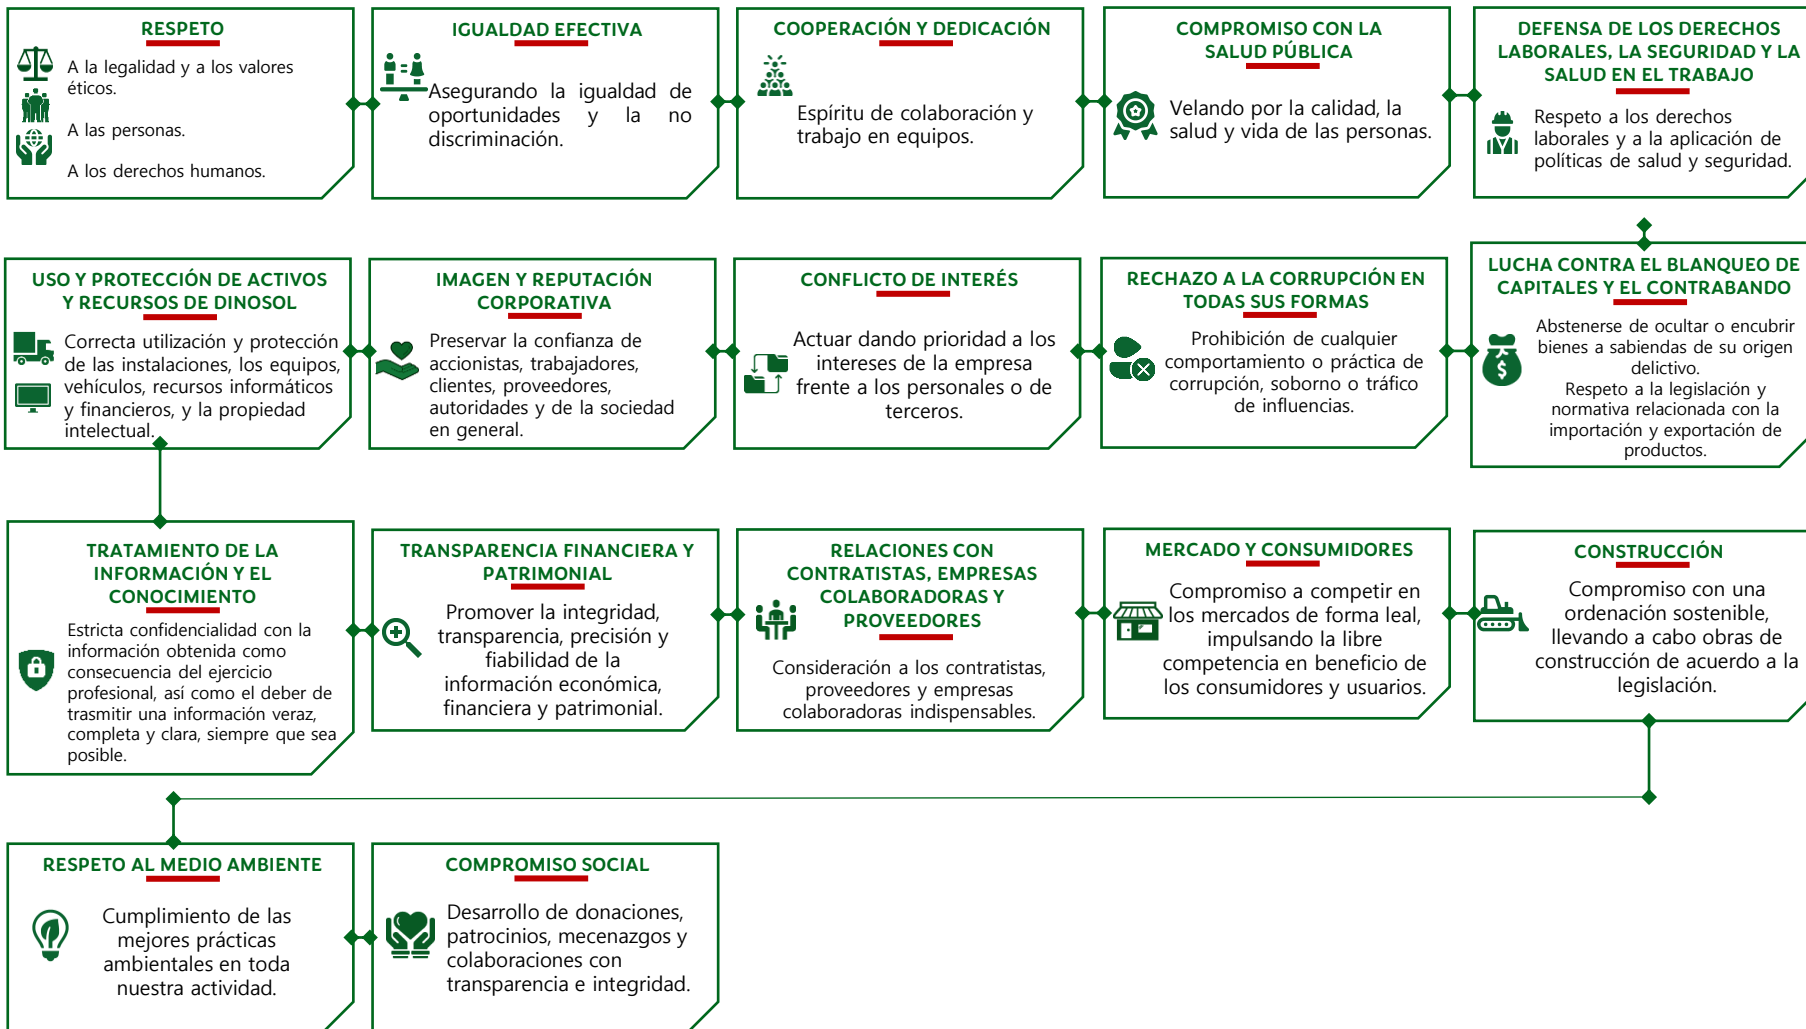 RESPETO
A la legalidad y a los valores
éticos.
A las personas.
A los derechos humanos.
IGUALDAD EFECTIVA
Asegurando la igualdad de
oportunidades y la no
discriminación.
COOPERACIÓN Y DEDICACIÓN
Espíritu de colaboración y
trabajo en equipos.
COMPROMISO CON LA
SALUD PÚBLICA
Velando por la calidad, la
salud y vida de las personas.
DEFENSA DE LOS DERECHOS
LABORALES, LA SEGURIDAD Y LA
SALUD EN EL TRABAJO
Respeto a los derechos
laborales y a la aplicación de
políticas de salud y seguridad.
USO Y PROTECCIÓN DE ACTIVOS
Y RECURSOS DE DINOSOL
Correcta utilización y protección
de las instalaciones, los equipos,
vehículos, recursos informáticos
y financieros, y la propiedad
intelectual.
IMAGEN Y REPUTACIÓN
CORPORATIVA
Preservar la confianza de
accionistas, trabajadores,
clientes, proveedores,
autoridades y de la sociedad
en general.
CONFLICTO DE INTERÉS
Actuar dando prioridad a los
intereses de la empresa
frente a los personales o de
terceros.
RECHAZO A LA CORRUPCIÓN EN
TODAS SUS FORMAS
Prohibición de cualquier
comportamiento o práctica de
corrupción, soborno o tráfico
de influencias.
LUCHA CONTRA EL BLANQUEO DE
CAPITALES Y EL CONTRABANDO
Abstenerse de ocultar o encubrir
bienes a sabiendas de su origen
delictivo.
Respeto a la legislación y
normativa relacionada con la
importación y exportación de
productos.
TRATAMIENTO DE LA
INFORMACIÓN Y EL
CONOCIMIENTO
Estricta confidencialidad con la
información obtenida como
consecuencia del ejercicio
profesional, así como el deber de
trasmitir una información veraz,
completa y clara, siempre que sea
posible.
TRANSPARENCIA FINANCIERA Y
PATRIMONIAL
Promover la integridad,
transparencia, precisión y
fiabilidad de la
información económica,
financiera y patrimonial.
RELACIONES CON
CONTRATISTAS, EMPRESAS
COLABORADORAS Y
PROVEEDORES
Consideración a los contratistas,
proveedores y empresas
colaboradoras indispensables.
MERCADO Y CONSUMIDORES
Compromiso a competir en
los mercados de forma leal,
impulsando la libre
competencia en beneficio de
los consumidores y usuarios.
CONSTRUCCIÓN
Compromiso con una
ordenación sostenible,
llevando a cabo obras de
construcción de acuerdo a la
legislación.
RESPETO AL MEDIO AMBIENTE
Cumplimiento de las
mejores prácticas
ambientales en toda
nuestra actividad.
COMPROMISO SOCIAL
Desarrollo de donaciones,
patrocinios, mecenazgos y
colaboraciones con
transparencia e integridad.